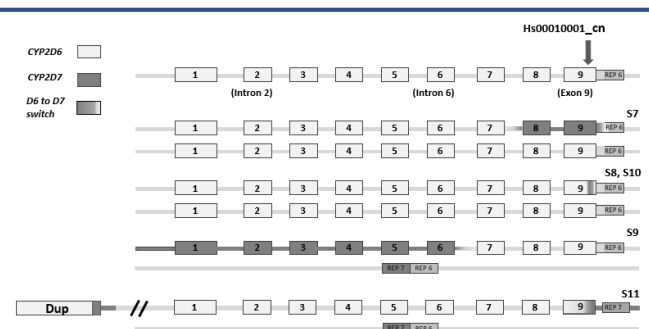 Hs00010001_cn
CYP2D6
CYP2D7
D6 to D7
switch
1 2 3 4 5 6 7 8 9 REP 6
(Intron 2) (Intron 6) (Exon 9)
S7
1 2 3 4 5 6 7 8 9 REP 6
1 2 3 4 5 6 7 8 9 REP 6
S8, S10
1 2 3 4 5 6 7 8 9 REP 6
1 2 3 4 5 6 7 8 9 REP 6
S9
1 2 3 4 5 6 7 8 9 REP 6
REP 7 REP 6
S11
Dup // 1 2 3 4 5 6 7 8 9 REP 7
REP 7 REP 6